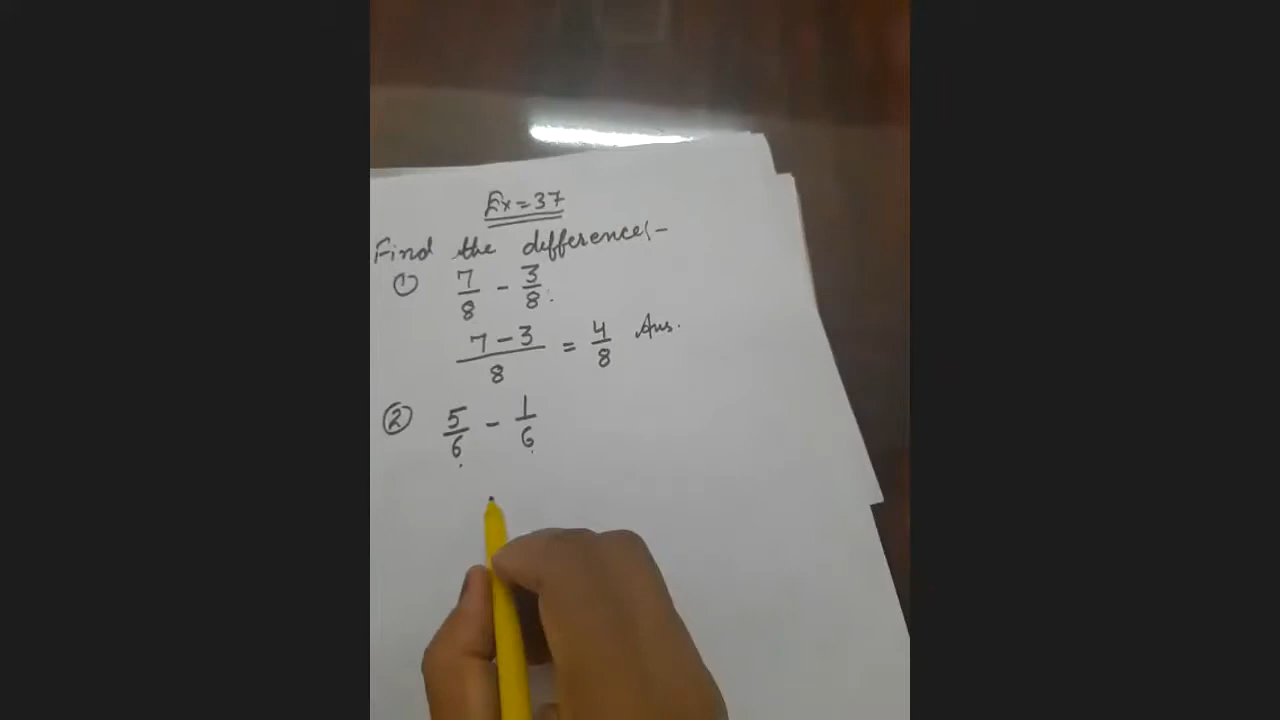 Ex = 37
Find the difference:-
① 7/8 - 3/8
7-3/8 = 4/8 Ans.
② 5/6 - 1/6